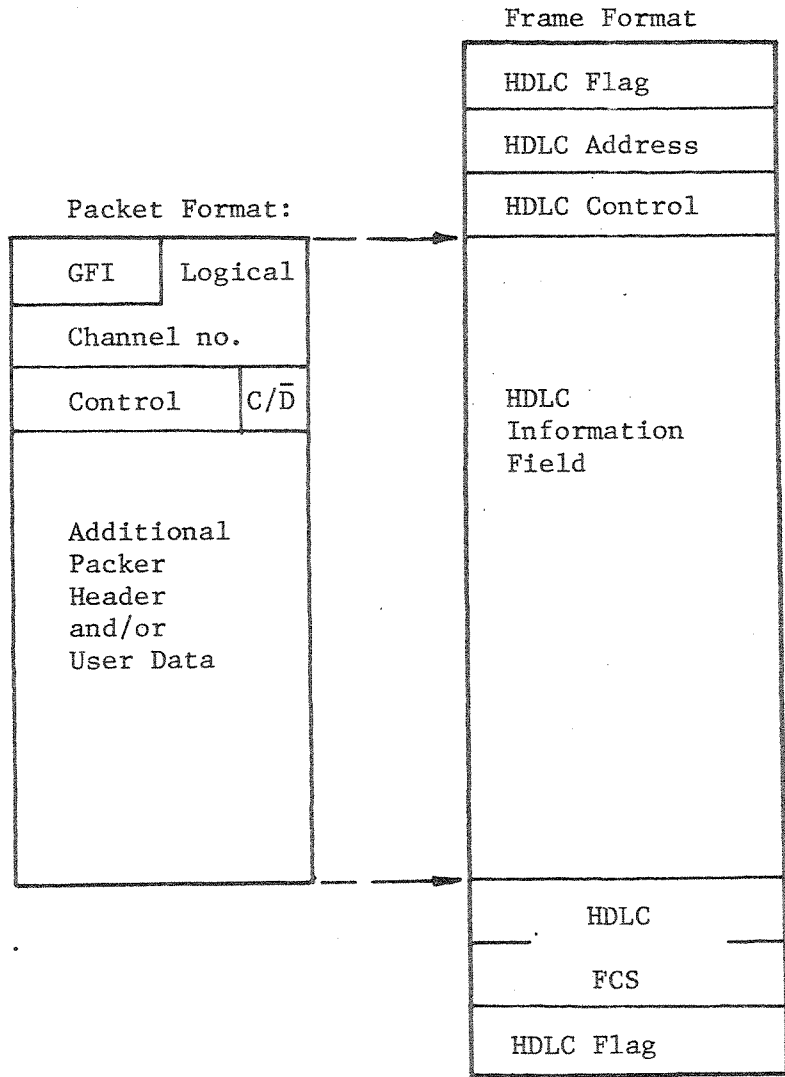 Frame Format
HDLC Flag
HDLC Address
HDLC Control
HDLC
Information
Field
HDLC
FCS
HDLC Flag
Packet Format:
GFI Logical
Channel no.
Control C/D̄
Additional
Packer
Header
and/or
User Data